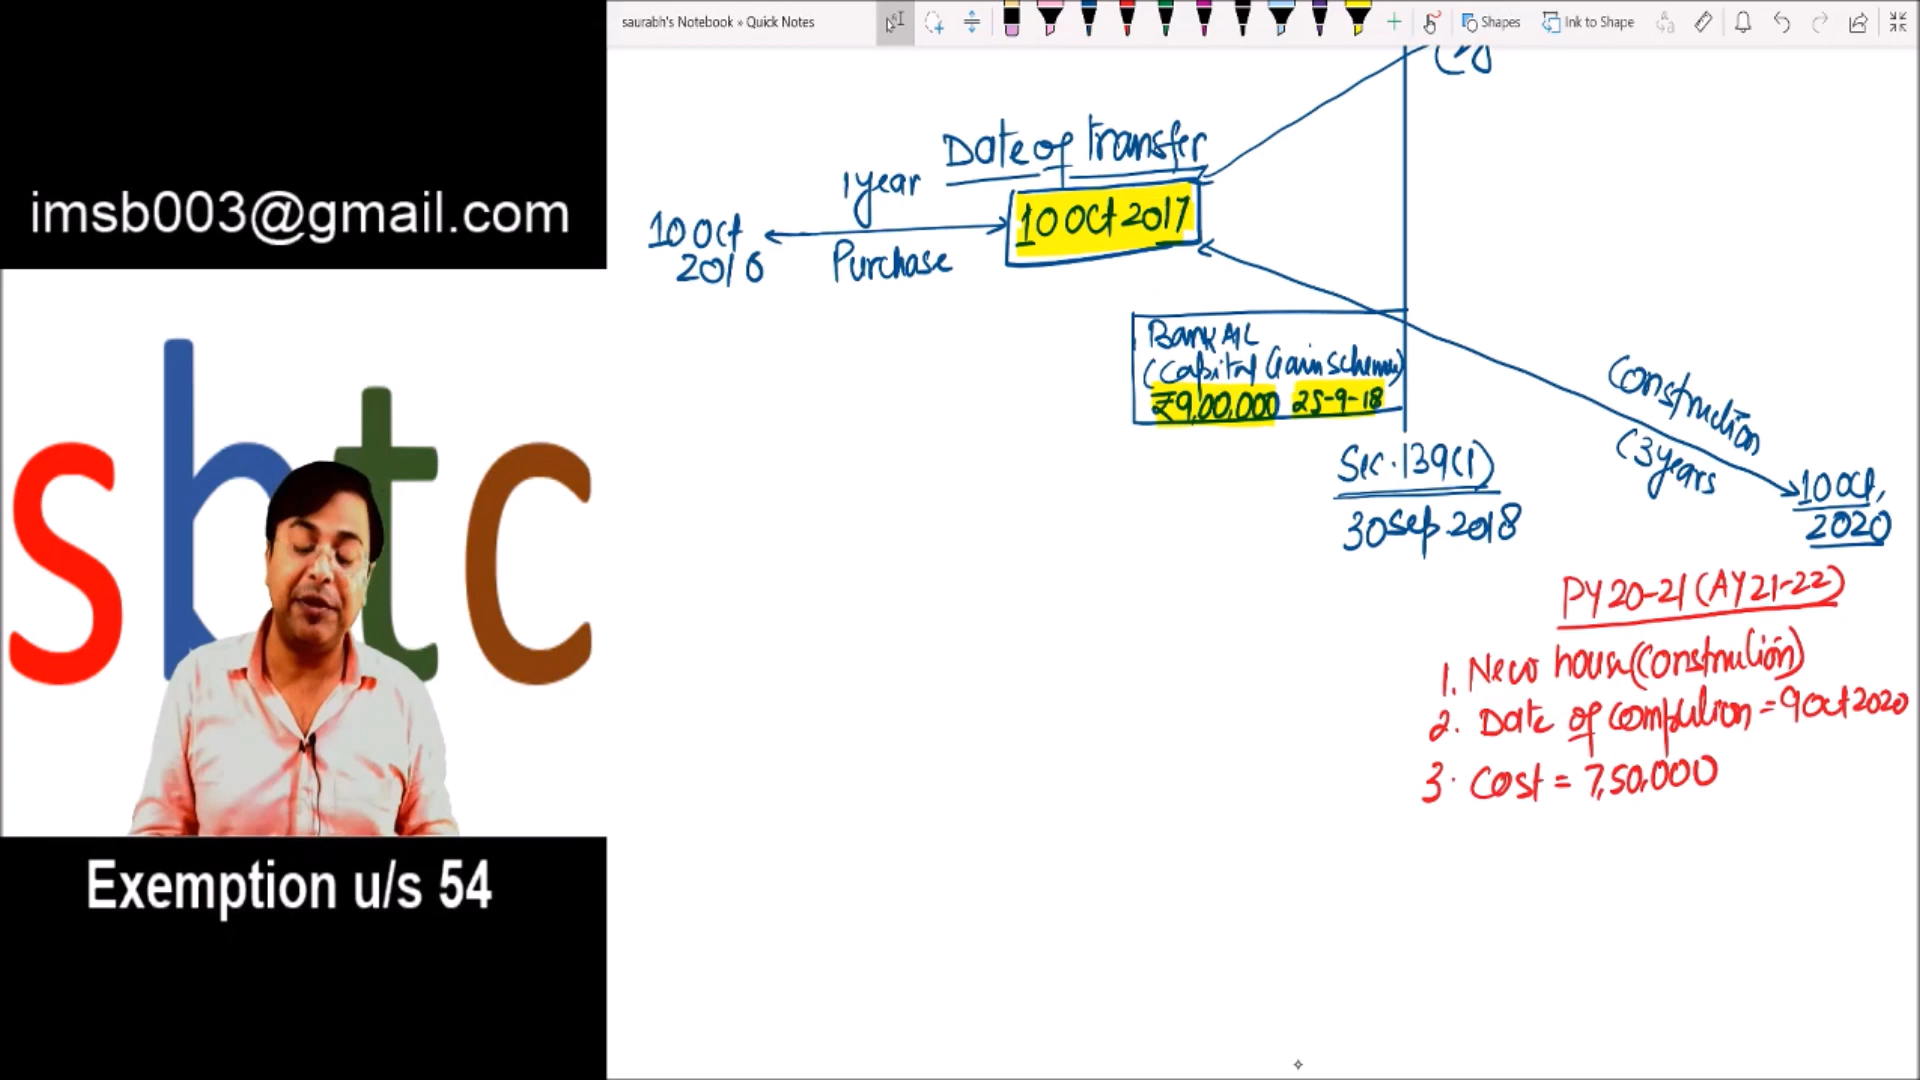 saurabh's Notebook » Quick Notes
Shapes
Ink to Shape
imsb003@gmail.com
sbtc
Exemption u/s 54
Date of transfer
1 year
10 Oct 2017
10 Oct
2016
Purchase
Bank A/c
(Capital Gain Scheme)
₹9,00,000 25-9-18
Sec.139(1)
30 Sep 2018
Construction
(3 years
10 Oct,
2020
PY 20-21 (AY 21-22)
1. New house (Construction)
2. Date of completion = 9 Oct 2020
3. Cost = 7,50,000